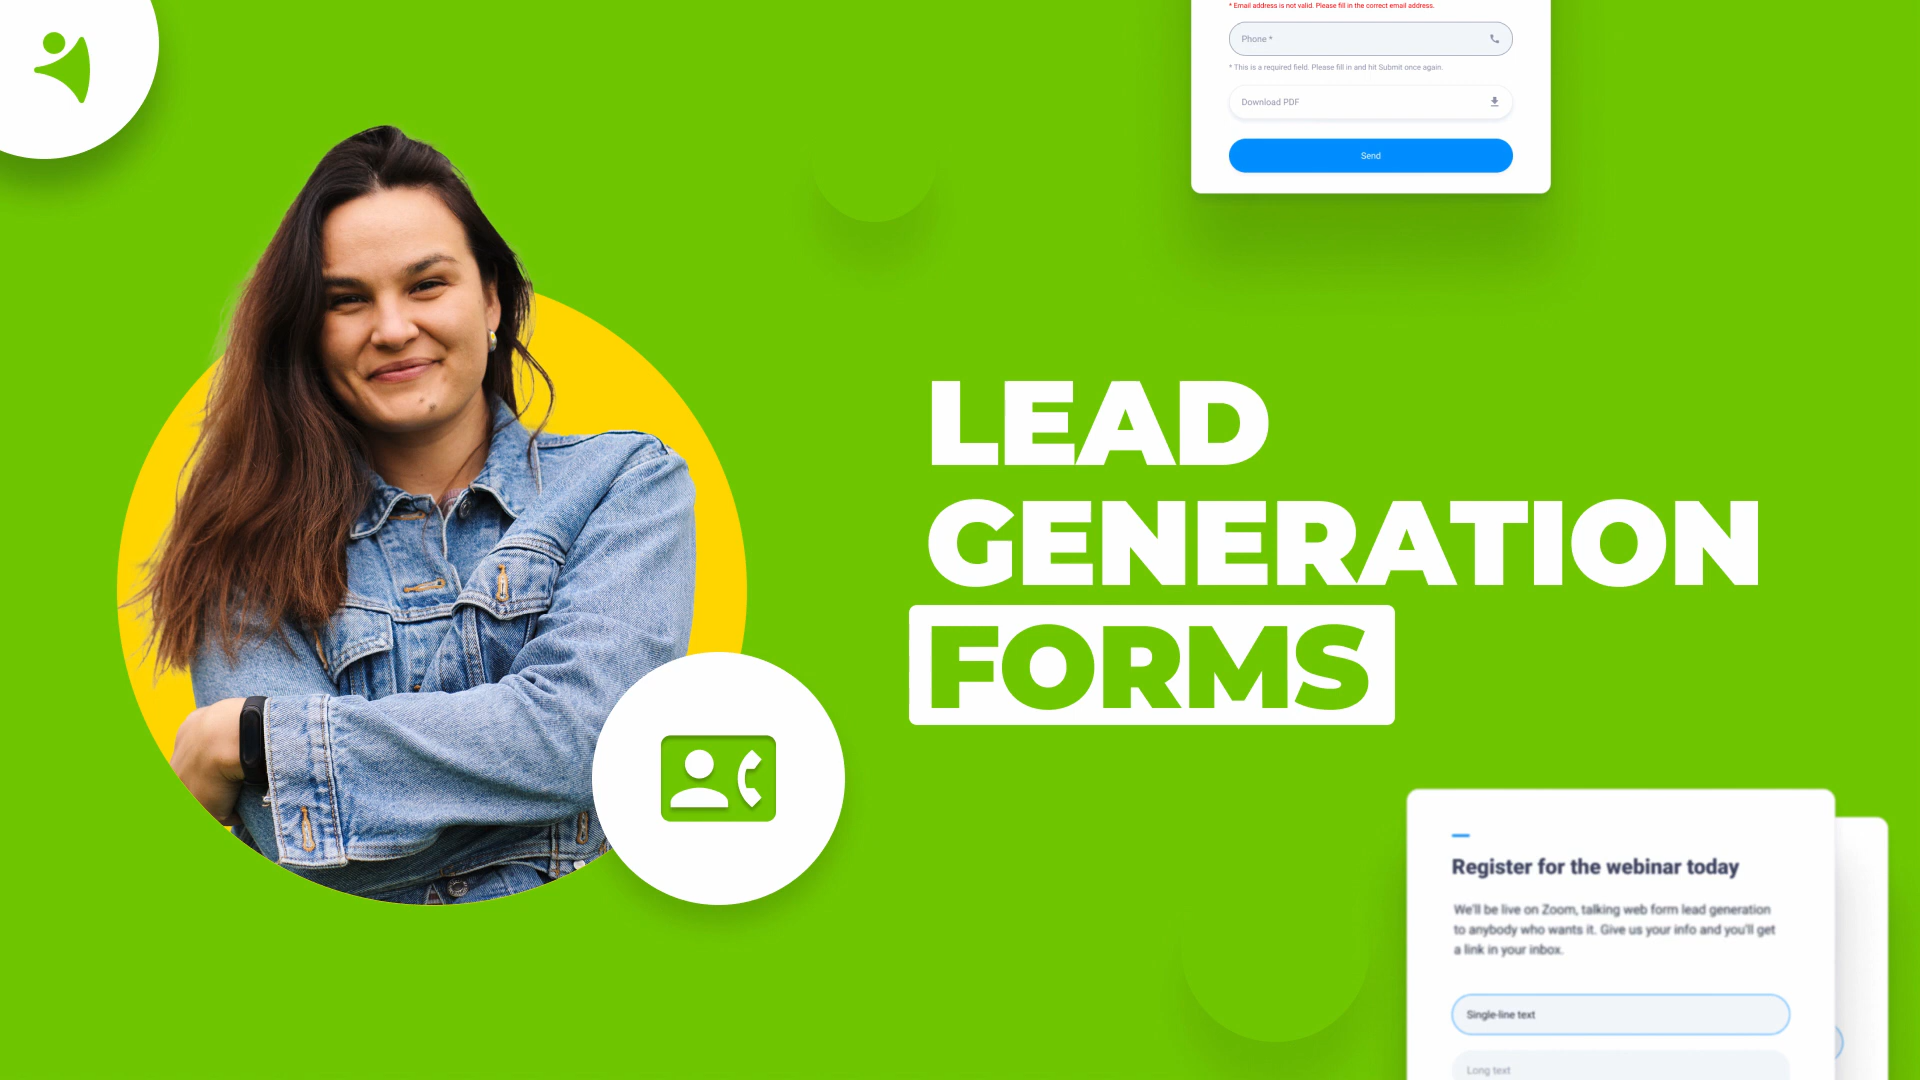 * Email address is not valid. Please fill in the correct email address.
Phone *
* This is a required field. Please fill in and hit Submit once again.
Download PDF
Send
LEAD
GENERATION
FORMS
Register for the webinar today
We'll be live on Zoom, talking web form lead generation
to anybody who wants it. Give us your info and you'll get
a link in your inbox.
Single-line text
Long text